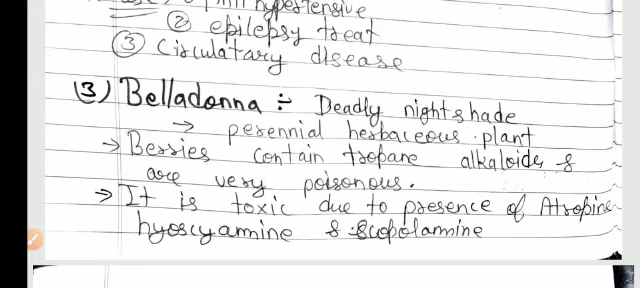 hypertensive
② epilepsy treat
③ Circulatary disease
(3) Belladonna ÷ Deadly nightshade
→ perennial herbaceous plant
→ Berries contain tropane alkaloids &
are very poisonous.
→ It is toxic due to presence of Atropine
hyoscyamine & scopolamine